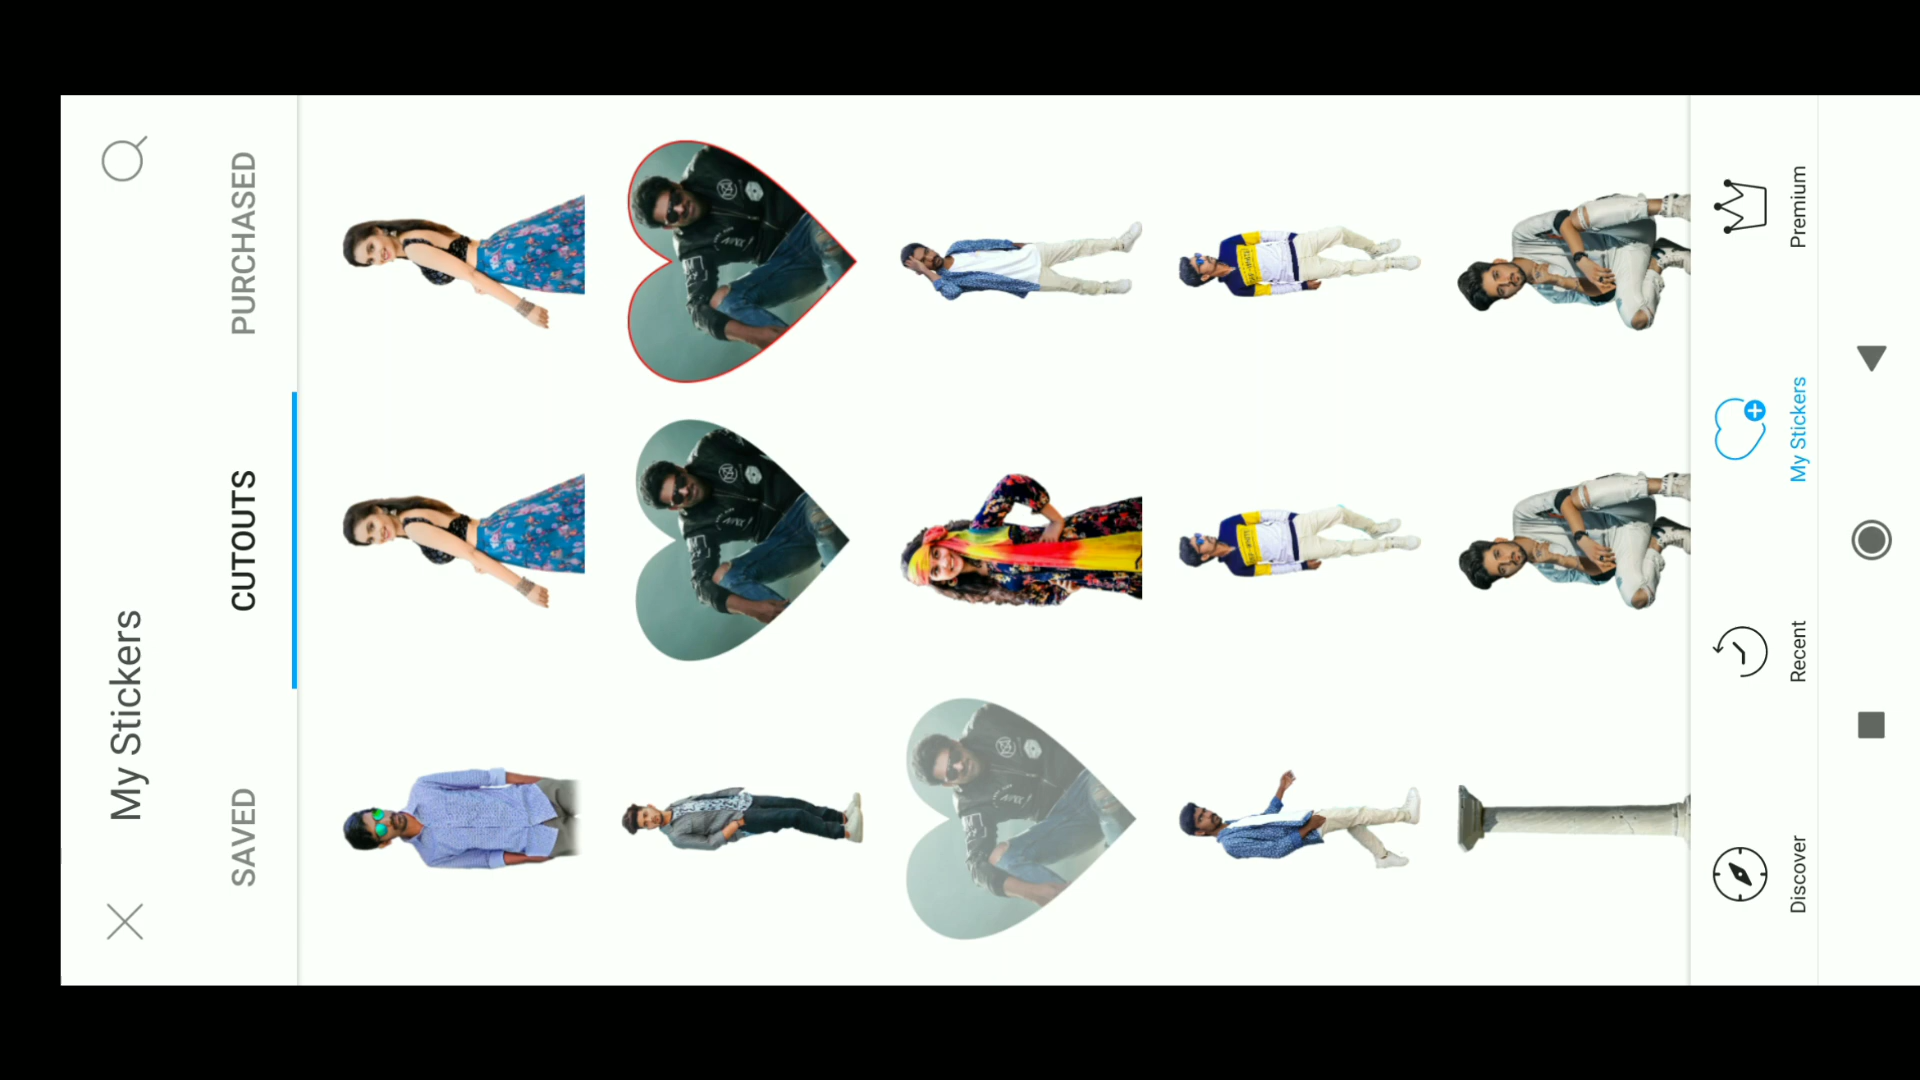 My Stickers
SAVED
CUTOUTS
PURCHASED
Discover
Recent
My Stickers
Premium